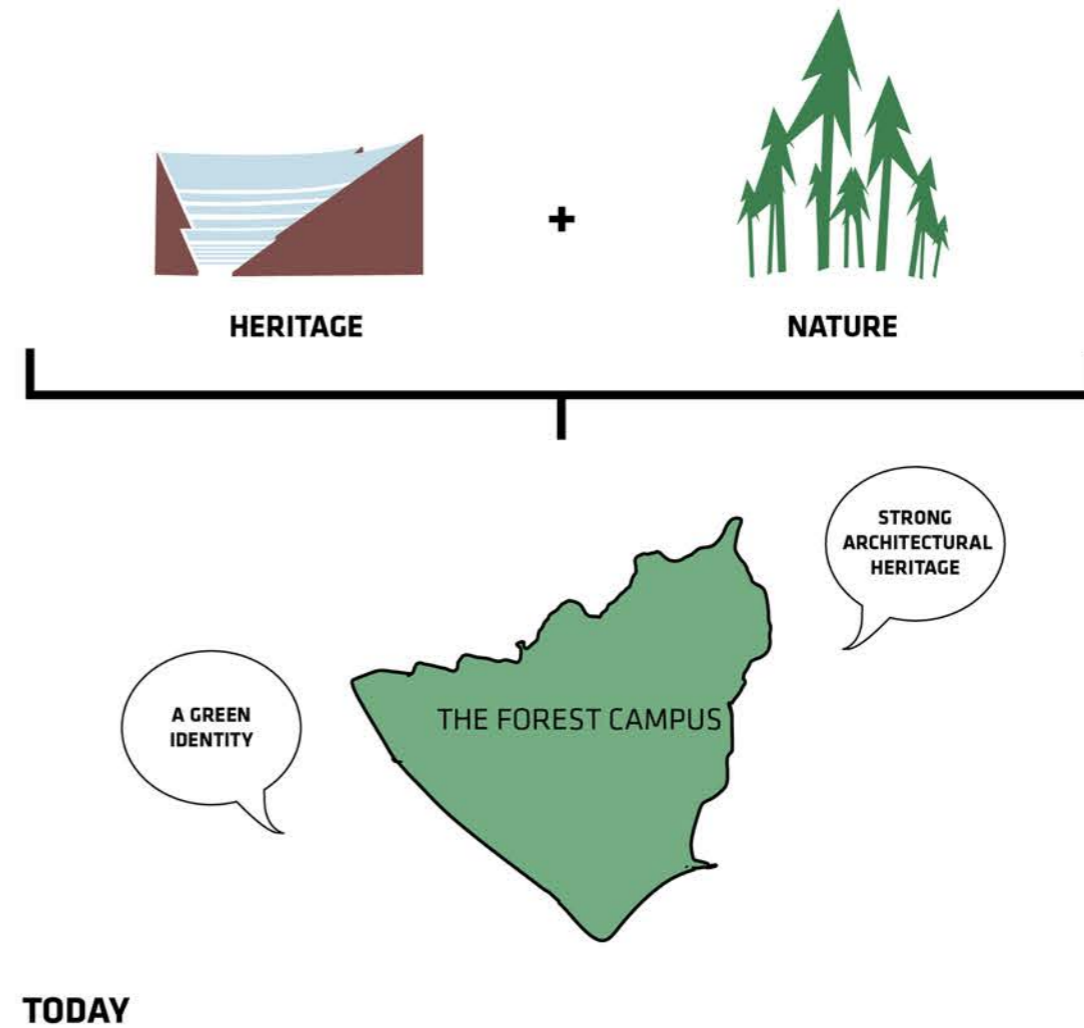 +
HERITAGE
NATURE
STRONG
ARCHITECTURAL
HERITAGE
A GREEN
IDENTITY
THE FOREST CAMPUS
TODAY